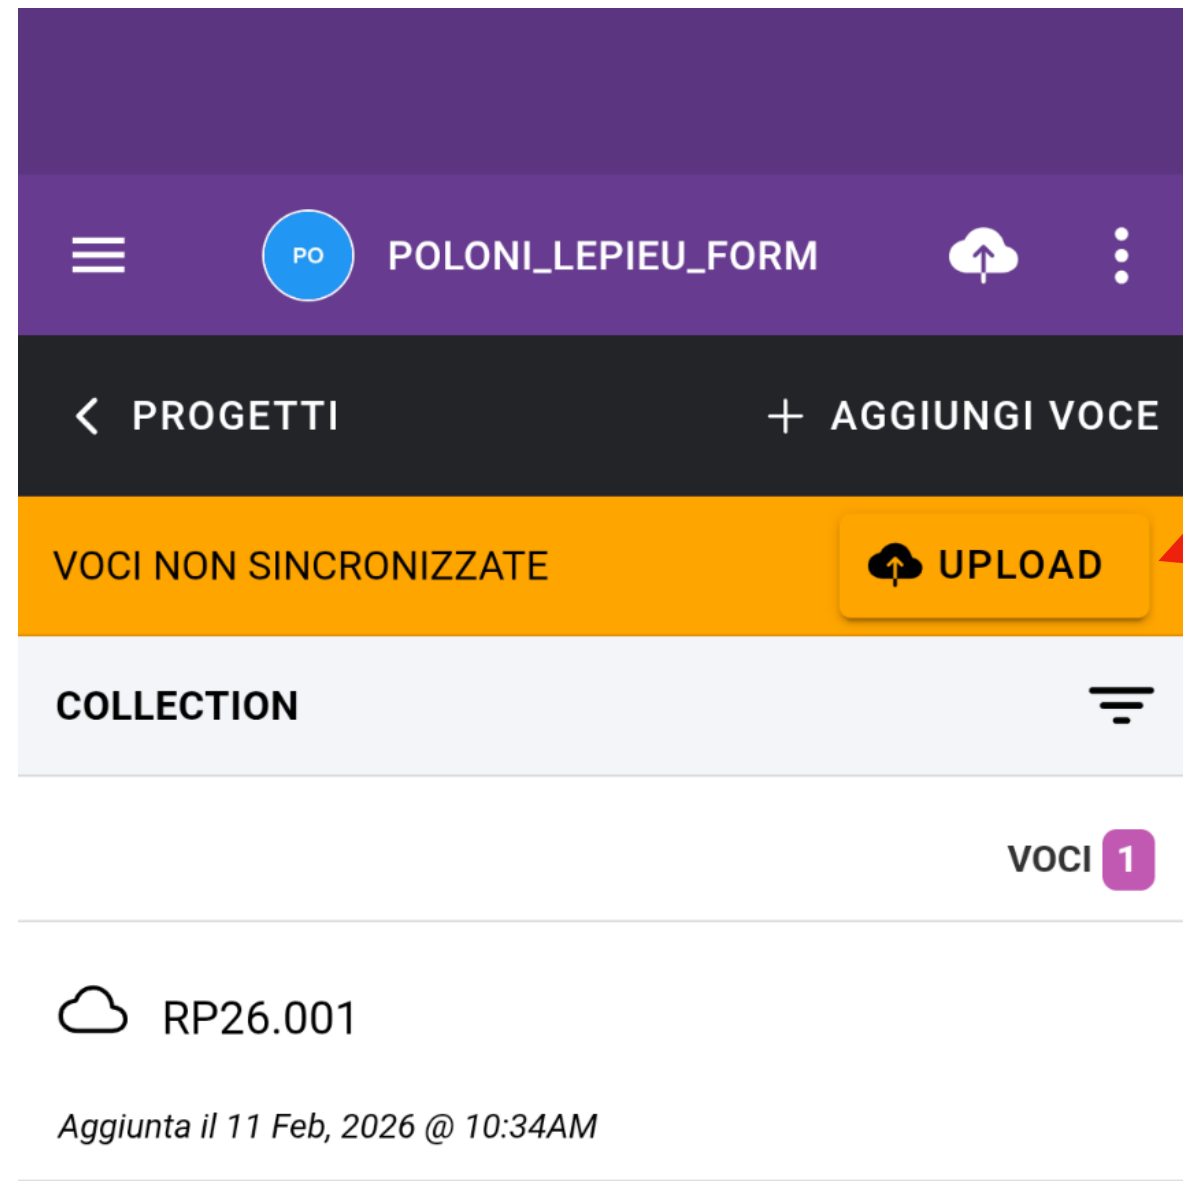 PO POLONI_LEPIEU_FORM
PROGETTI + AGGIUNGI VOCE
VOCI NON SINCRONIZZATE UPLOAD
COLLECTION
VOCI 1
RP26.001
Aggiunta il 11 Feb, 2026 @ 10:34AM